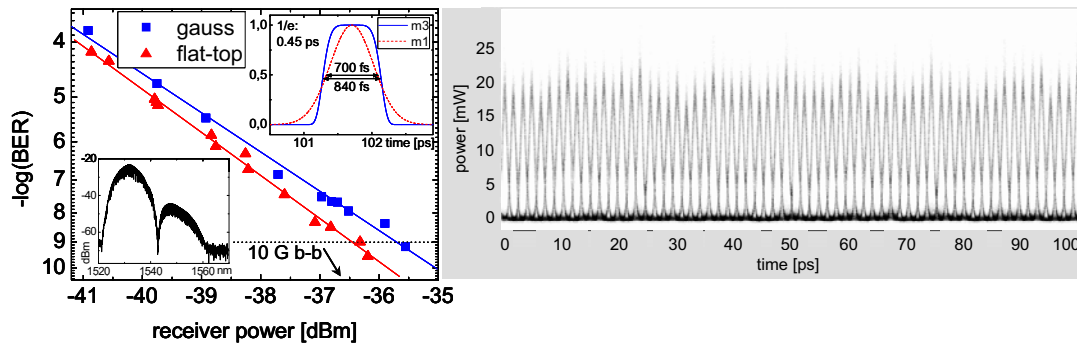 gauss
flat-top
1/e:
0.45 ps
m3
m1
1,0
0,5
0,0
700 fs
840 fs
101
102 time [ps]
4
5
6
7
8
9
10
-log(BER)
-20
-40
-60
dBm
1520
1540
1560 nm
10 G b-b
-41
-40
-39
-38
-37
-36
-35
receiver power [dBm]
25
20
15
10
5
0
power [mW]
0 10 20 30 40 50 60 70 80 90 100
time [ps]